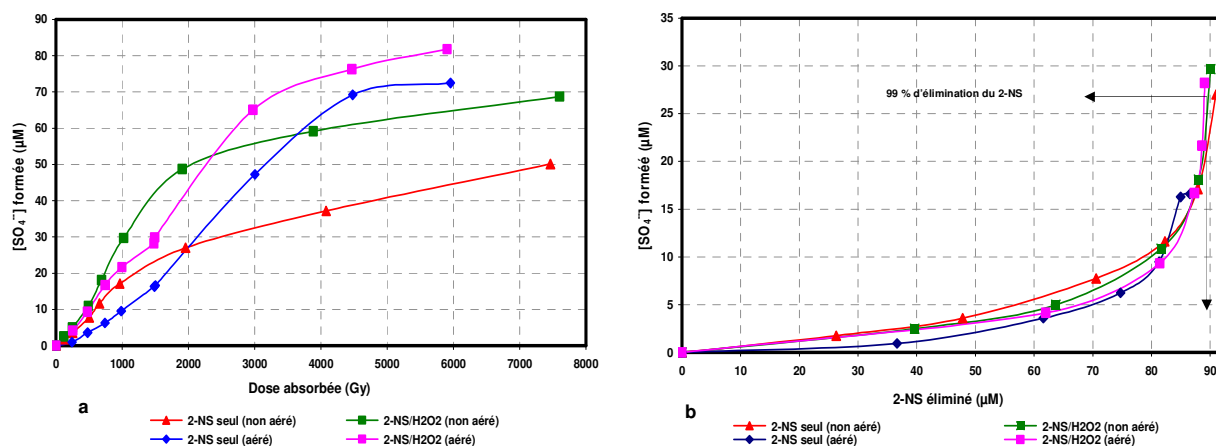 90
80
70
60
50
40
30
20
10
0
[SO4⁻] formée (µM)
0 1000 2000 3000 4000 5000 6000 7000 8000
Dose absorbée (Gy)
a
2-NS seul (non aéré) 2-NS/H2O2 (non aéré)
2-NS seul (aéré) 2-NS/H2O2 (aéré)
35
30
25
20
15
10
5
0
[SO4⁻] formée (µM)
99 % d'élimination du 2-NS
0 10 20 30 40 50 60 70 80 90
2-NS éliminé (µM)
b
2-NS seul (non aéré) 2-NS/H2O2 (non aéré)
2-NS seul (aéré) 2-NS/H2O2 (aéré)